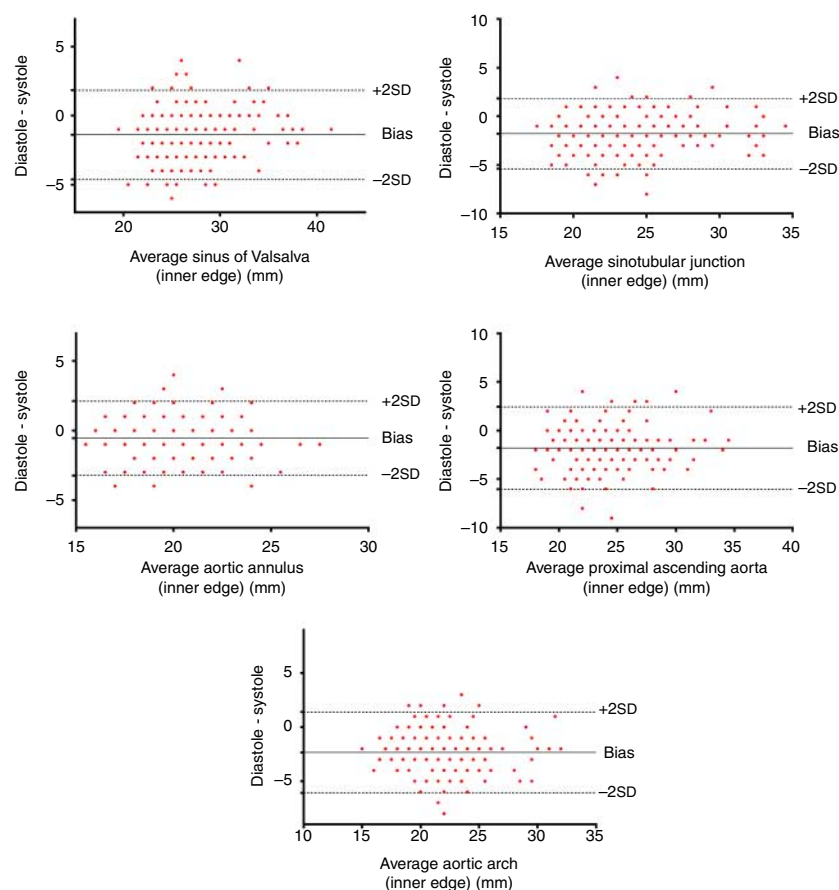 Diastole - systole
5
0
−5
20
30
40
+2SD
Bias
−2SD
Average sinus of Valsalva
(inner edge) (mm)
Diastole - systole
10
5
0
−5
−10
15
20
25
30
35
+2SD
Bias
−2SD
Average sinotubular junction
(inner edge) (mm)
Diastole - systole
5
0
−5
15
20
25
30
+2SD
Bias
−2SD
Average aortic annulus
(inner edge) (mm)
Diastole - systole
10
5
0
−5
−10
15
20
25
30
35
40
+2SD
Bias
−2SD
Average proximal ascending aorta
(inner edge) (mm)
Diastole - systole
5
0
−5
10
15
20
25
30
35
+2SD
Bias
−2SD
Average aortic arch
(inner edge) (mm)